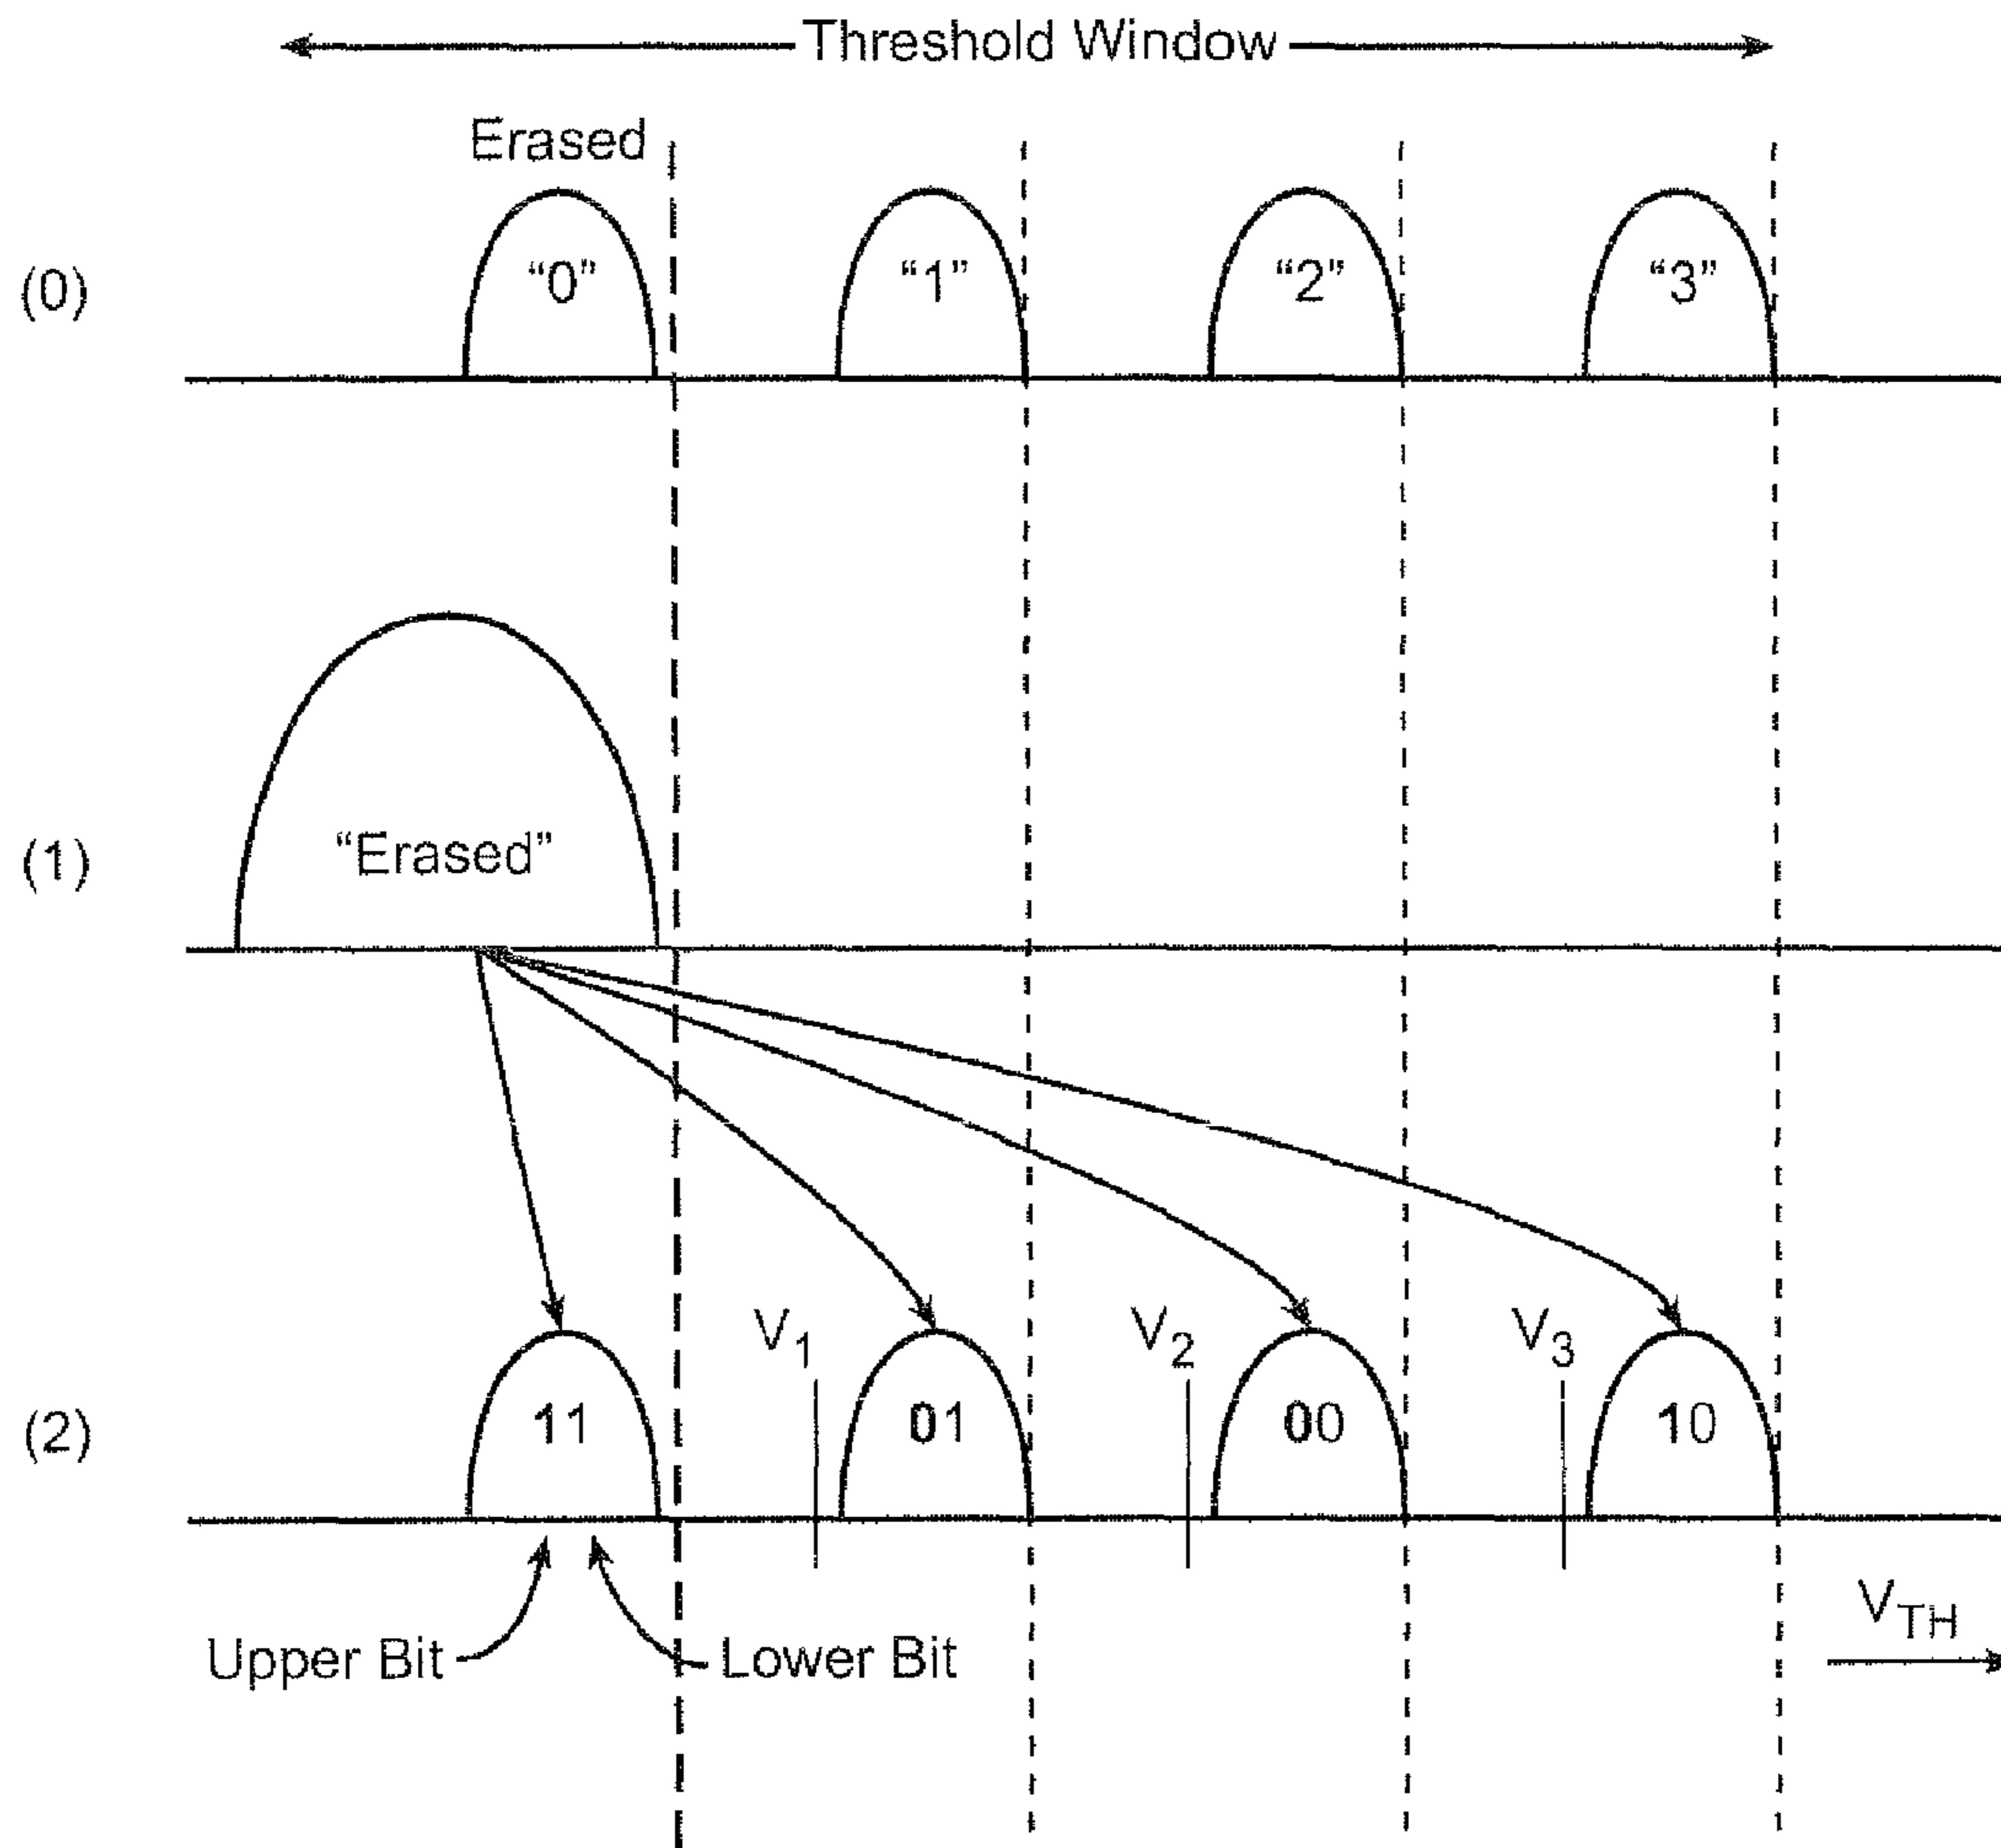 Threshold Window
Erased
(0) “0” “1” “2” “3”
(1) “Erased”
V1 V2 V3
(2) 11 01 00 10
VTH
Upper Bit Lower Bit